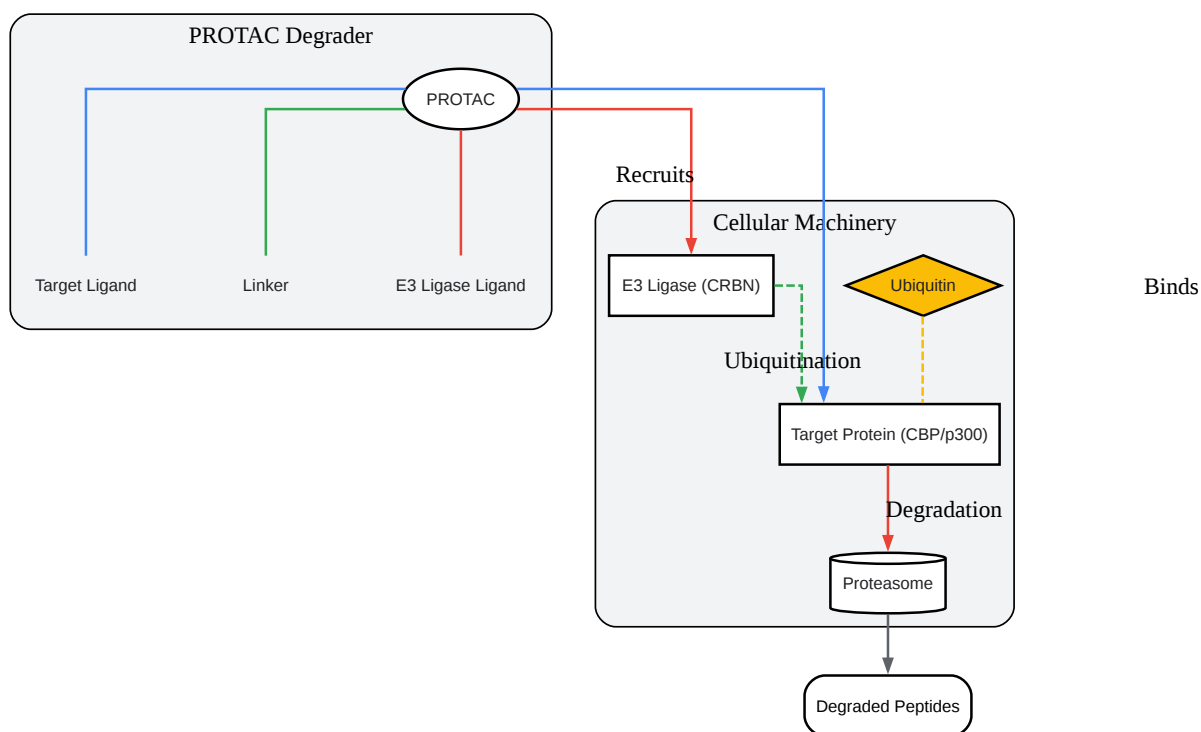 PROTAC Degrader
PROTAC
Recruits
Cellular Machinery
Target Ligand
Linker
E3 Ligase Ligand
E3 Ligase (CRBN)
Ubiquitin
Binds
Ubiquitination
Target Protein (CBP/p300)
Degradation
Proteasome
Degraded Peptides